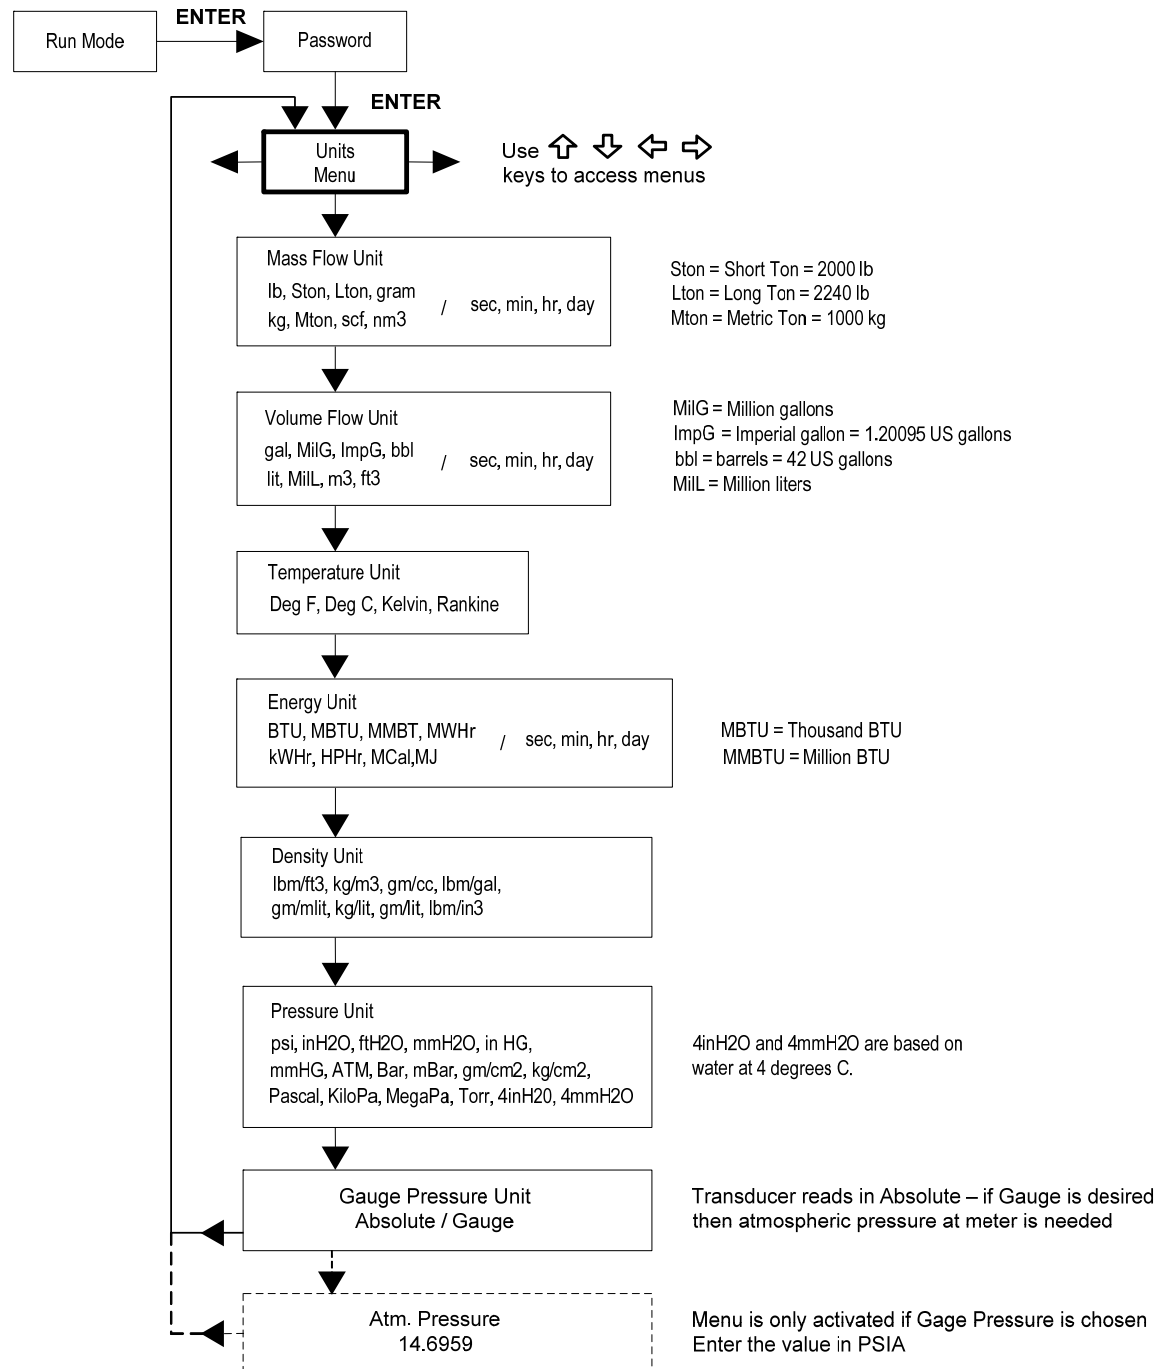 ENTER
Run Mode
Password
ENTER
Units
Menu
Use
keys to access menus
Mass Flow Unit
lb, Ston, Lton, gram
kg, Mton, scf, nm3
/ sec, min, hr, day
Ston = Short Ton = 2000 lb
Lton = Long Ton = 2240 lb
Mton = Metric Ton = 1000 kg
Volume Flow Unit
gal, MilG, ImpG, bbl
lit, MilL, m3, ft3
/ sec, min, hr, day
MilG = Million gallons
ImpG = Imperial gallon = 1.20095 US gallons
bbl = barrels = 42 US gallons
MilL = Million liters
Temperature Unit
Deg F, Deg C, Kelvin, Rankine
Energy Unit
BTU, MBTU, MMBT, MWHr
kWHr, HPHr, MCal,MJ
/ sec, min, hr, day
MBTU = Thousand BTU
MMBTU = Million BTU
Density Unit
lbm/ft3, kg/m3, gm/cc, lbm/gal,
gm/mlit, kg/lit, gm/lit, lbm/in3
Pressure Unit
psi, inH2O, ftH2O, mmH2O, in HG,
mmHG, ATM, Bar, mBar, gm/cm2, kg/cm2,
Pascal, KiloPa, MegaPa, Torr, 4inH20, 4mmH2O
4inH2O and 4mmH2O are based on
water at 4 degrees C.
Gauge Pressure Unit
Absolute / Gauge
Transducer reads in Absolute – if Gauge is desired
then atmospheric pressure at meter is needed
Atm. Pressure
14.6959
Menu is only activated if Gage Pressure is chosen
Enter the value in PSIA